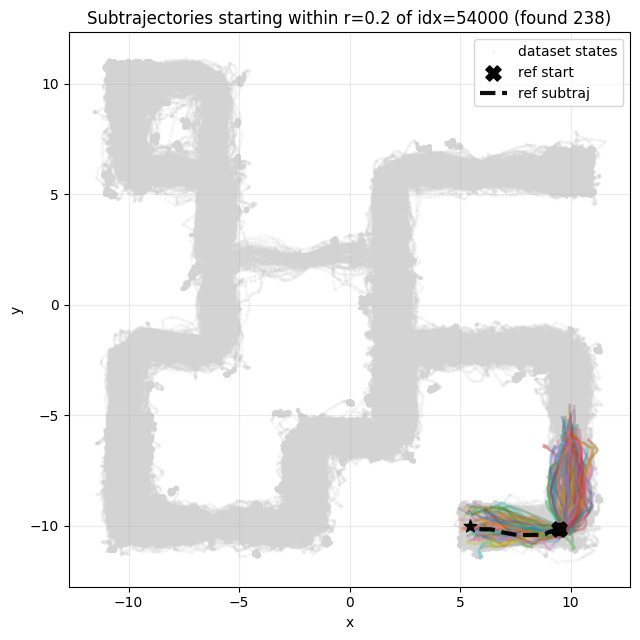 Subtrajectories starting within r=0.2 of idx=54000 (found 238)
dataset states
ref start
ref subtraj
10
5
0
−5
−10
y
−10
−5
0
5
10
x